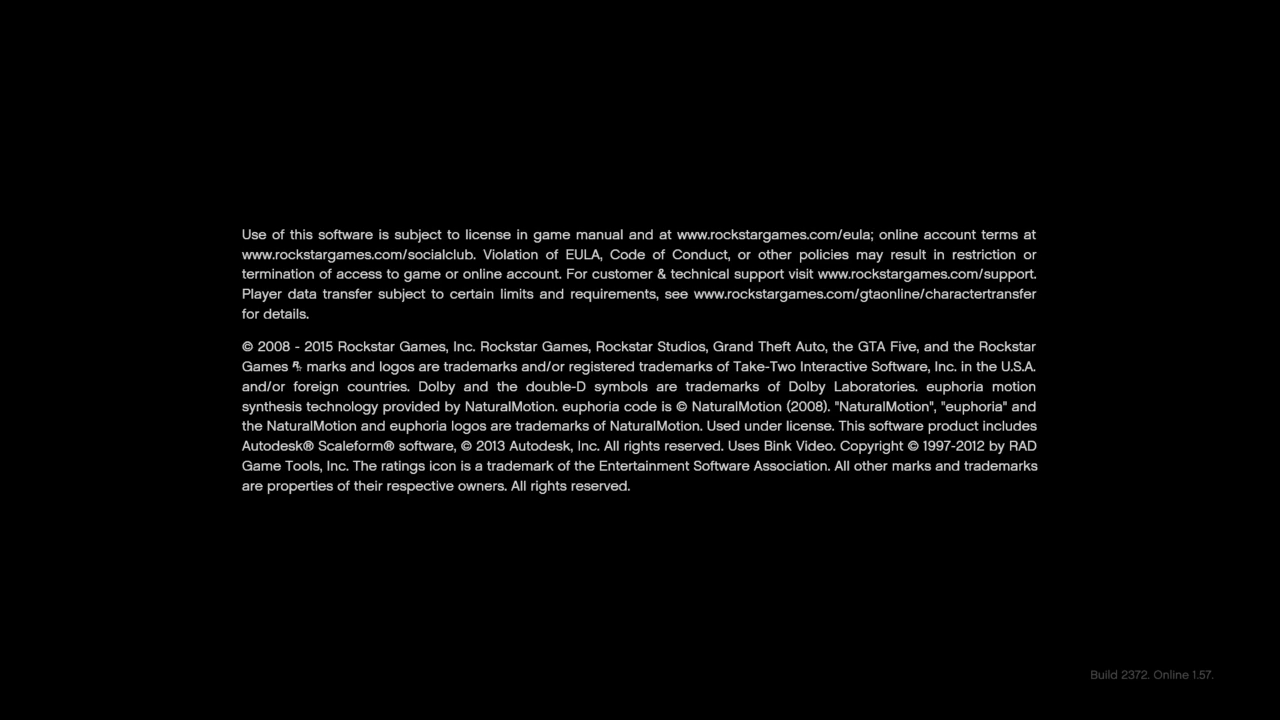 Use of this software is subject to license in game manual and at www.rockstargames.com/eula; online account terms at
www.rockstargames.com/socialclub. Violation of EULA, Code of Conduct, or other policies may result in restriction or
termination of access to game or online account. For customer & technical support visit www.rockstargames.com/support.
Player data transfer subject to certain limits and requirements, see www.rockstargames.com/gtaonline/charactertransfer
for details.
© 2008 - 2015 Rockstar Games, Inc. Rockstar Games, Rockstar Studios, Grand Theft Auto, the GTA Five, and the Rockstar
Games R* marks and logos are trademarks and/or registered trademarks of Take-Two Interactive Software, Inc. in the U.S.A.
and/or foreign countries. Dolby and the double-D symbols are trademarks of Dolby Laboratories. euphoria motion
synthesis technology provided by NaturalMotion. euphoria code is © NaturalMotion (2008). "NaturalMotion", "euphoria" and
the NaturalMotion and euphoria logos are trademarks of NaturalMotion. Used under license. This software product includes
Autodesk® Scaleform® software, © 2013 Autodesk, Inc. All rights reserved. Uses Bink Video. Copyright © 1997-2012 by RAD
Game Tools, Inc. The ratings icon is a trademark of the Entertainment Software Association. All other marks and trademarks
are properties of their respective owners. All rights reserved.
Build 2372. Online 1.57.